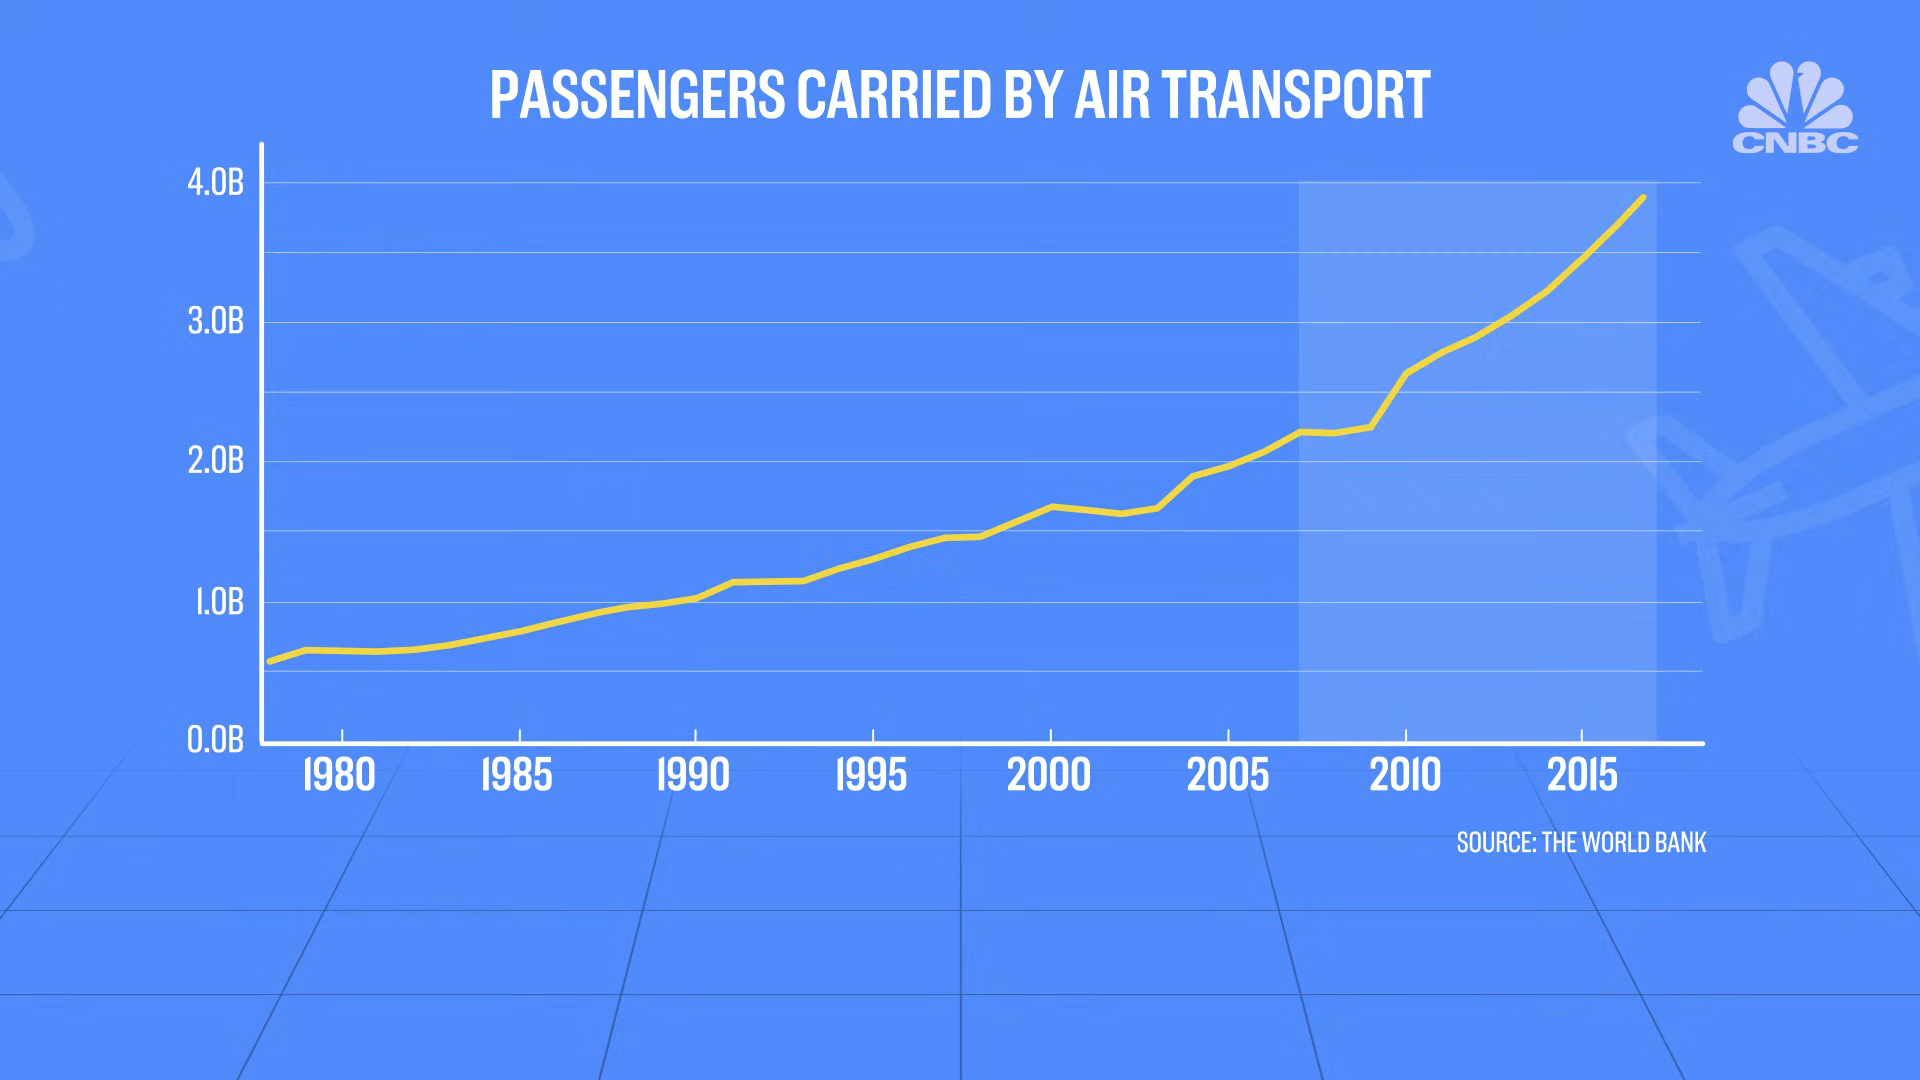 PASSENGERS CARRIED BY AIR TRANSPORT
CNBC
4.0B
3.0B
2.0B
1.0B
0.0B
1980 1985 1990 1995 2000 2005 2010 2015
SOURCE: THE WORLD BANK